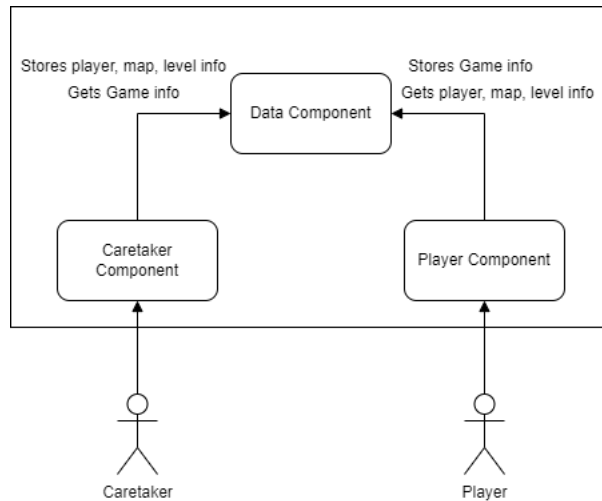 Stores player, map, level info
Gets Game info
Data Component
Stores Game info
Gets player, map, level info
Caretaker
Component
Player Component
Caretaker
Player